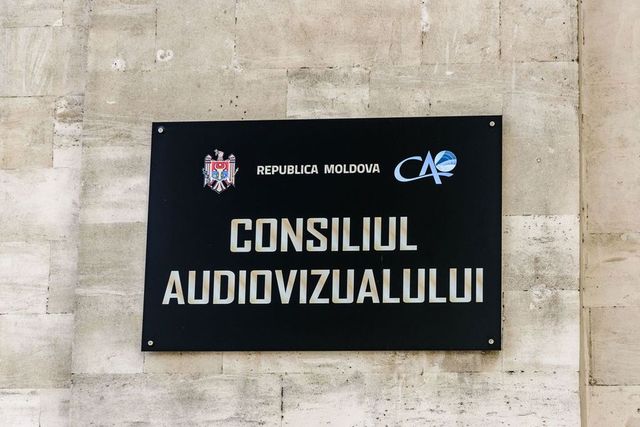 REPUBLICA MOLDOVA
CA
CONSILIUL
AUDIOVIZUALULUI